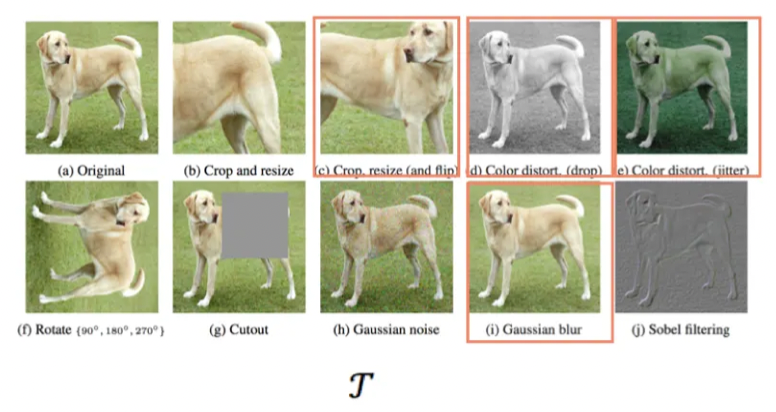 (a) Original (b) Crop and resize (c) Crop, resize (and flip) (d) Color distort. (drop) (e) Color distort. (jitter)
(f) Rotate {90°, 180°, 270°} (g) Cutout (h) Gaussian noise (i) Gaussian blur (j) Sobel filtering
𝒯